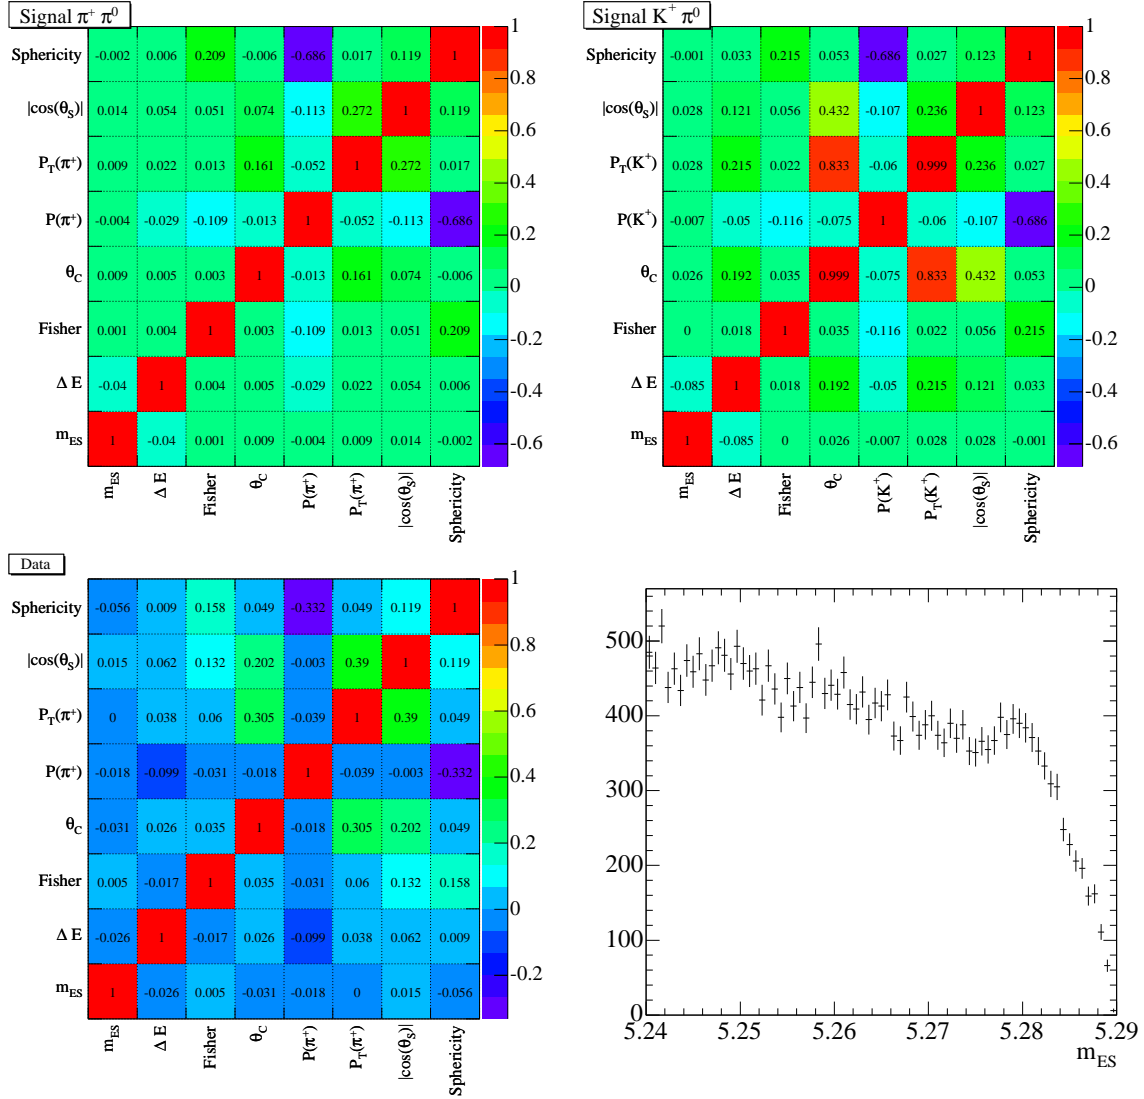 Signal π⁺ π⁰
Sphericity -0.002 0.006 0.209 -0.006 -0.686 0.017 0.119 1
|cos(θS)| 0.014 0.054 0.051 0.074 -0.113 0.272 1 0.119
PT(π⁺) 0.009 0.022 0.013 0.161 -0.052 1 0.272 0.017
P(π⁺) -0.004 -0.029 -0.109 -0.013 1 -0.052 -0.113 -0.686
θC 0.009 0.005 0.003 1 -0.013 0.161 0.074 -0.006
Fisher 0.001 0.004 1 0.003 -0.109 0.013 0.051 0.209
Δ E -0.04 1 0.004 0.005 -0.029 0.022 0.054 0.006
mES 1 -0.04 0.001 0.009 -0.004 0.009 0.014 -0.002
mES Δ E Fisher θC P(π⁺) PT(π⁺) |cos(θS)| Sphericity
1
0.8
0.6
0.4
0.2
0
-0.2
-0.4
-0.6
Signal K⁺ π⁰
Sphericity -0.001 0.033 0.215 0.053 -0.686 0.027 0.123 1
|cos(θS)| 0.028 0.121 0.056 0.432 -0.107 0.236 1 0.123
PT(K⁺) 0.028 0.215 0.022 0.833 -0.06 0.999 0.236 0.027
P(K⁺) -0.007 -0.05 -0.116 -0.075 1 -0.06 -0.107 -0.686
θC 0.026 0.192 0.035 0.999 -0.075 0.833 0.432 0.053
Fisher 0 0.018 1 0.035 -0.116 0.022 0.056 0.215
Δ E -0.085 1 0.018 0.192 -0.05 0.215 0.121 0.033
mES 1 -0.085 0 0.026 -0.007 0.028 0.028 -0.001
mES Δ E Fisher θC P(K⁺) PT(K⁺) |cos(θS)| Sphericity
1
0.8
0.6
0.4
0.2
0
-0.2
-0.4
-0.6
Data
Sphericity -0.056 0.009 0.158 0.049 -0.332 0.049 0.119 1
|cos(θS)| 0.015 0.062 0.132 0.202 -0.003 0.39 1 0.119
PT(π⁺) 0 0.038 0.06 0.305 -0.039 1 0.39 0.049
P(π⁺) -0.018 -0.099 -0.031 -0.018 1 -0.039 -0.003 -0.332
θC -0.031 0.026 0.035 1 -0.018 0.305 0.202 0.049
Fisher 0.005 -0.017 1 0.035 -0.031 0.06 0.132 0.158
Δ E -0.026 1 -0.017 0.026 -0.099 0.038 0.062 0.009
mES 1 -0.026 0.005 -0.031 -0.018 0 0.015 -0.056
mES Δ E Fisher θC P(π⁺) PT(π⁺) |cos(θS)| Sphericity
1
0.8
0.6
0.4
0.2
0
-0.2
500
400
300
200
100
0
5.24 5.25 5.26 5.27 5.28 5.29
mES